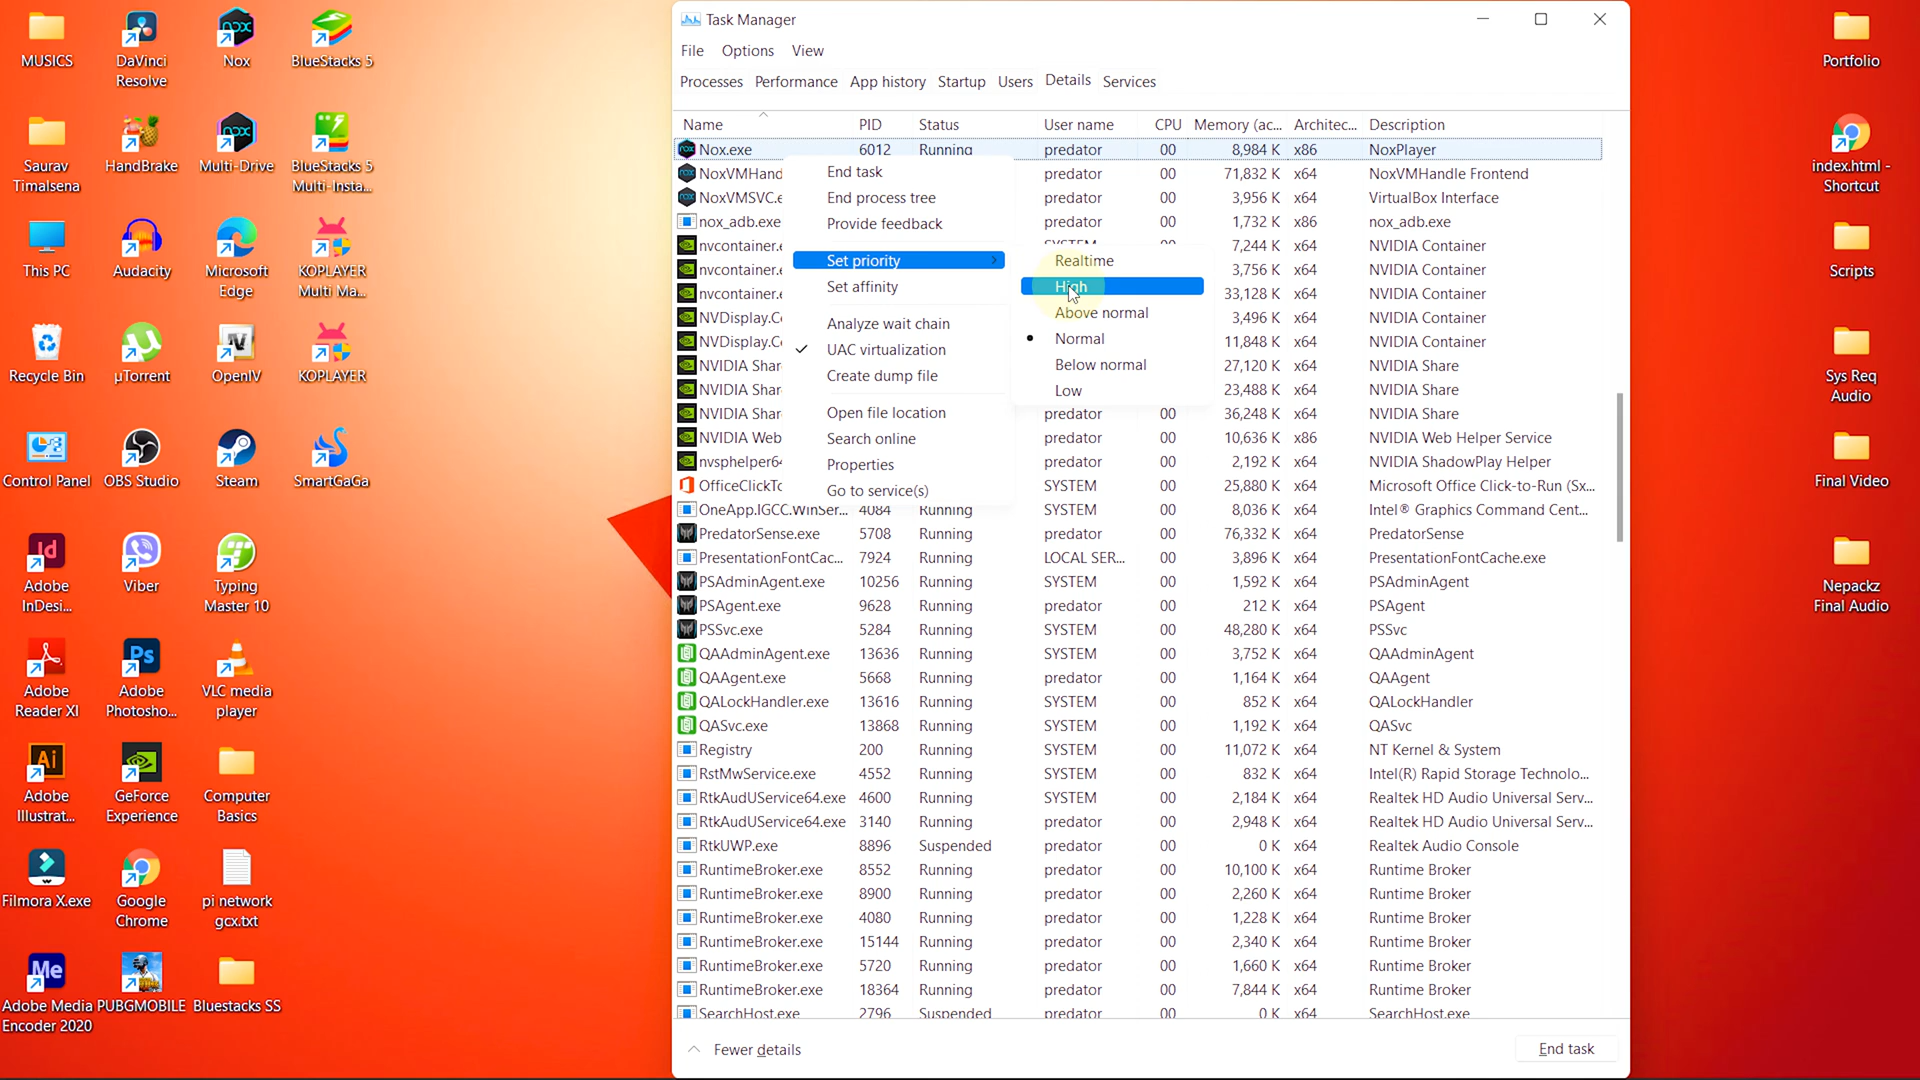 MUSICS
DaVinci
Resolve
Nox
BlueStacks 5
Saurav
Timalsena
HandBrake
Multi-Drive
BlueStacks 5
Multi-Insta...
This PC
Audacity
Microsoft
Edge
KOPLAYER
Multi Ma...
Recycle Bin
µTorrent
OpenIV
KOPLAYER
Control Panel
OBS Studio
Steam
SmartGaGa
Adobe
InDesi...
Viber
Typing
Master 10
Adobe
Reader XI
Adobe
Photosho...
VLC media
player
Adobe
Illustrat...
GeForce
Experience
Computer
Basics
Filmora X.exe
Google
Chrome
pi network
gcx.txt
Adobe Media
Encoder 2020
PUBGMOBILE
Bluestacks SS
Task Manager
File Options View
Processes Performance App history Startup Users Details Services
Name PID Status User name CPU Memory (ac... Architec... Description
Nox.exe 6012 Running predator 00 8,984 K x86 NoxPlayer
NoxVMHand predator 00 71,832 K x64 NoxVMHandle Frontend
NoxVMSVC.e predator 00 3,956 K x64 VirtualBox Interface
nox_adb.exe predator 00 1,732 K x86 nox_adb.exe
nvcontainer.e SYSTEM 00 7,244 K x64 NVIDIA Container
nvcontainer.e 3,756 K x64 NVIDIA Container
nvcontainer.e 33,128 K x64 NVIDIA Container
NVDisplay.Co 3,496 K x64 NVIDIA Container
NVDisplay.Co 11,848 K x64 NVIDIA Container
NVIDIA Shar 27,120 K x64 NVIDIA Share
NVIDIA Shar 23,488 K x64 NVIDIA Share
NVIDIA Shar predator 00 36,248 K x64 NVIDIA Share
NVIDIA Web predator 00 10,636 K x86 NVIDIA Web Helper Service
nvsphelper64 predator 00 2,192 K x64 NVIDIA ShadowPlay Helper
OfficeClickTo SYSTEM 00 25,880 K x64 Microsoft Office Click-to-Run (Sx...
OneApp.IGCC.WinSer... 4084 Running SYSTEM 00 8,036 K x64 Intel® Graphics Command Cent...
PredatorSense.exe 5708 Running predator 00 76,332 K x64 PredatorSense
PresentationFontCac... 7924 Running LOCAL SER... 00 3,896 K x64 PresentationFontCache.exe
PSAdminAgent.exe 10256 Running SYSTEM 00 1,592 K x64 PSAdminAgent
PSAgent.exe 9628 Running predator 00 212 K x64 PSAgent
PSSvc.exe 5284 Running SYSTEM 00 48,280 K x64 PSSvc
QAAdminAgent.exe 13636 Running SYSTEM 00 3,752 K x64 QAAdminAgent
QAAgent.exe 5668 Running predator 00 1,164 K x64 QAAgent
QALockHandler.exe 13616 Running SYSTEM 00 852 K x64 QALockHandler
QASvc.exe 13868 Running SYSTEM 00 1,192 K x64 QASvc
Registry 200 Running SYSTEM 00 11,072 K x64 NT Kernel & System
RstMwService.exe 4552 Running SYSTEM 00 832 K x64 Intel(R) Rapid Storage Technolo...
RtkAudUService64.exe 4600 Running SYSTEM 00 2,184 K x64 Realtek HD Audio Universal Serv...
RtkAudUService64.exe 3140 Running predator 00 2,948 K x64 Realtek HD Audio Universal Serv...
RtkUWP.exe 8896 Suspended predator 00 0 K x64 Realtek Audio Console
RuntimeBroker.exe 8552 Running predator 00 10,100 K x64 Runtime Broker
RuntimeBroker.exe 8900 Running predator 00 2,260 K x64 Runtime Broker
RuntimeBroker.exe 4080 Running predator 00 1,228 K x64 Runtime Broker
RuntimeBroker.exe 15144 Running predator 00 2,340 K x64 Runtime Broker
RuntimeBroker.exe 5720 Running predator 00 1,660 K x64 Runtime Broker
RuntimeBroker.exe 18364 Running predator 00 7,844 K x64 Runtime Broker
SearchHost.exe 2796 Suspended predator 00 0 K x64 SearchHost.exe
Fewer details
End task
End task
End process tree
Provide feedback
Set priority
Set affinity
Analyze wait chain
UAC virtualization
Create dump file
Open file location
Search online
Properties
Go to service(s)
Realtime
High
Above normal
Normal
Below normal
Low
Portfolio
index.html -
Shortcut
Scripts
Sys Req
Audio
Final Video
Nepackz
Final Audio